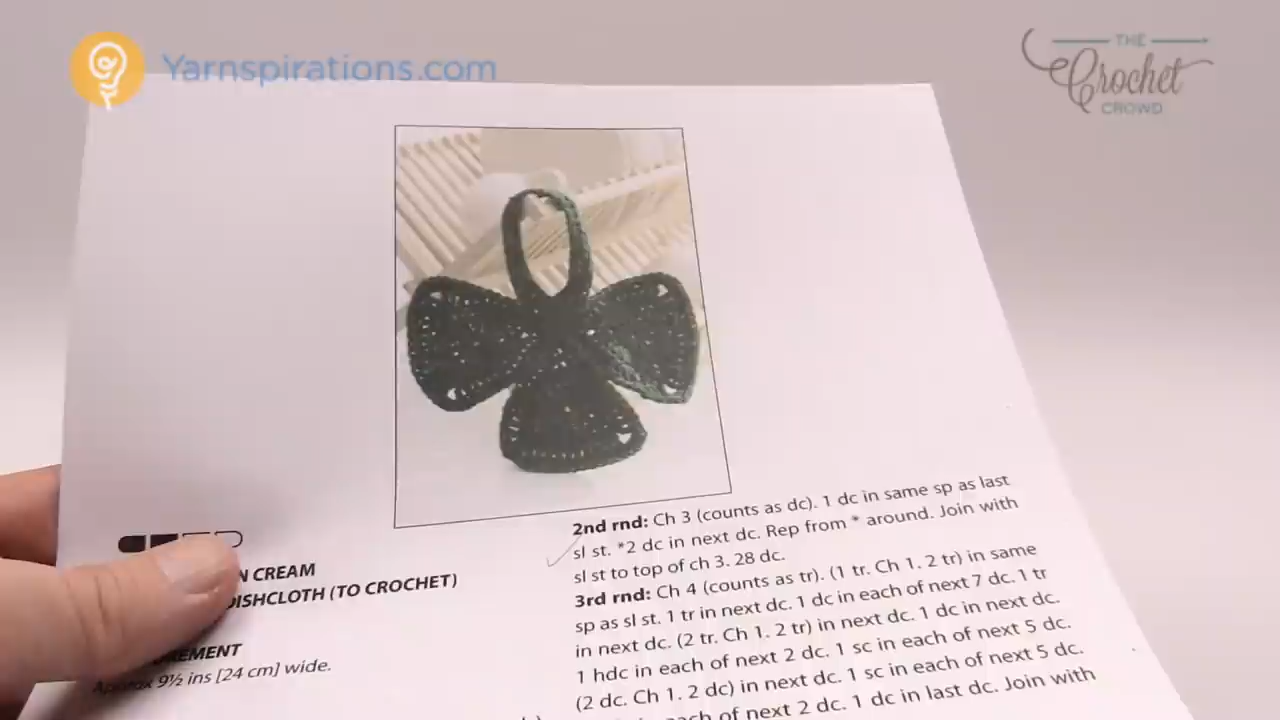 Yarnspirations.com
THE
Crochet
CROWD
N CREAM
DISHCLOTH (TO CROCHET)
UREMENT
Approx 9½ ins [24 cm] wide.
2nd rnd: Ch 3 (counts as dc). 1 dc in same sp as last
sl st. *2 dc in next dc. Rep from * around. Join with
sl st to top of ch 3. 28 dc.
3rd rnd: Ch 4 (counts as tr). (1 tr. Ch 1. 2 tr) in same
sp as sl st. 1 tr in next dc. 1 dc in each of next 7 dc. 1 tr
in next dc. (2 tr. Ch 1. 2 tr) in next dc. 1 dc in next dc.
1 hdc in each of next 2 dc. 1 sc in each of next 5 dc.
(2 dc. Ch 1. 2 dc) in next dc. 1 sc in each of next 5 dc.
each of next 2 dc. 1 dc in last dc. Join with